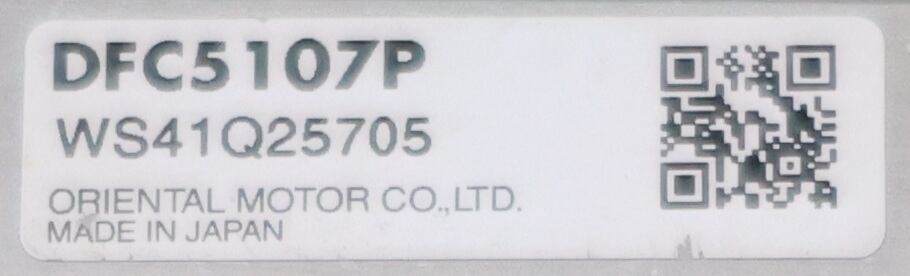 DFC5107P
WS41Q25705
ORIENTAL MOTOR CO.,LTD.
MADE IN JAPAN